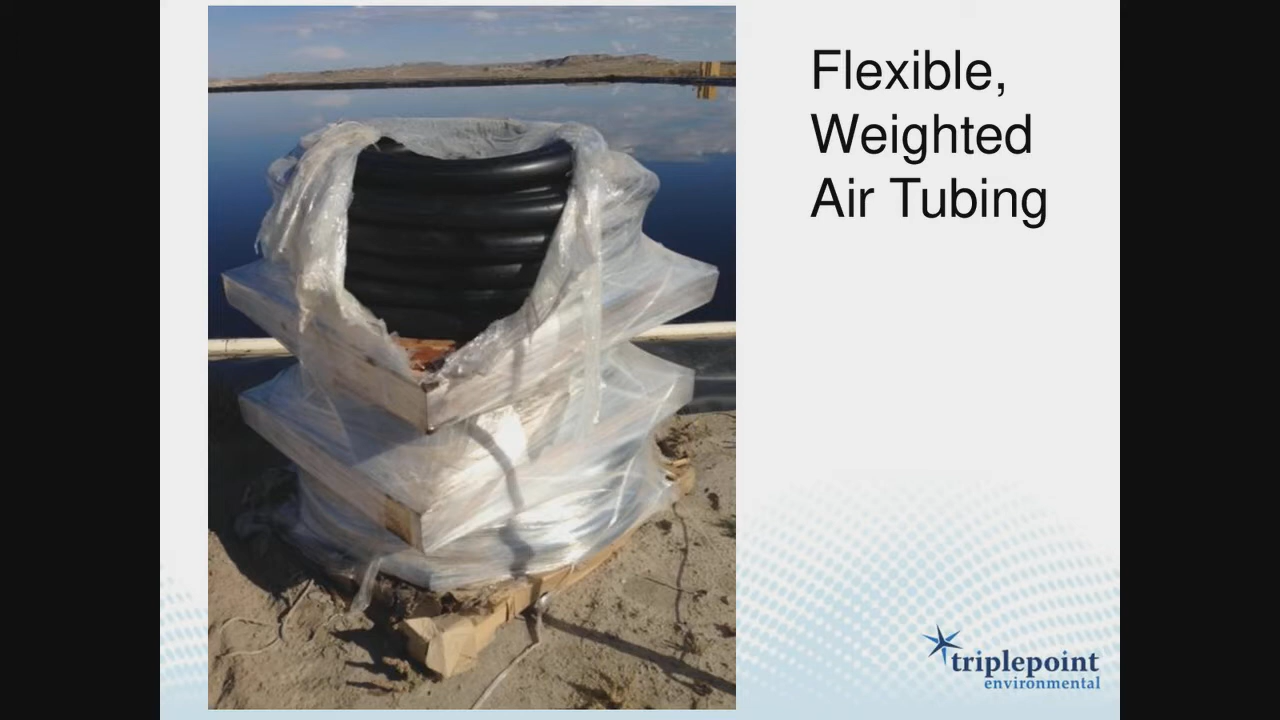 Flexible,
Weighted
Air Tubing
triplepoint
environmental